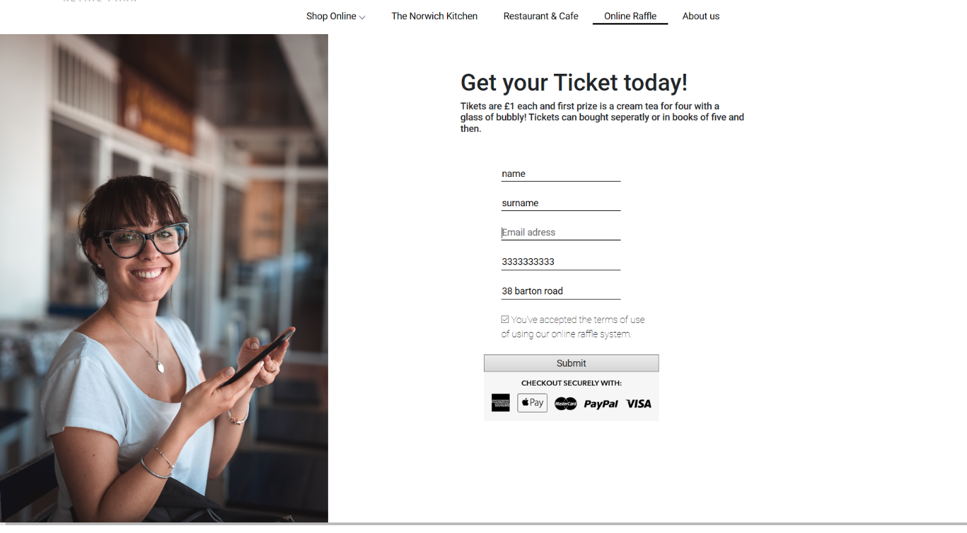 Shop Online The Norwich Kitchen Restaurant & Cafe Online Raffle About us
Get your Ticket today!
Tikets are £1 each and first prize is a cream tea for four with a
glass of bubbly! Tickets can bought seperatly or in books of five and
then.
name
surname
Email adress
3333333333
38 barton road
You've accepted the terms of use
of using our online raffle system.
Submit
CHECKOUT SECURELY WITH:
Pay MasterCard PayPal VISA